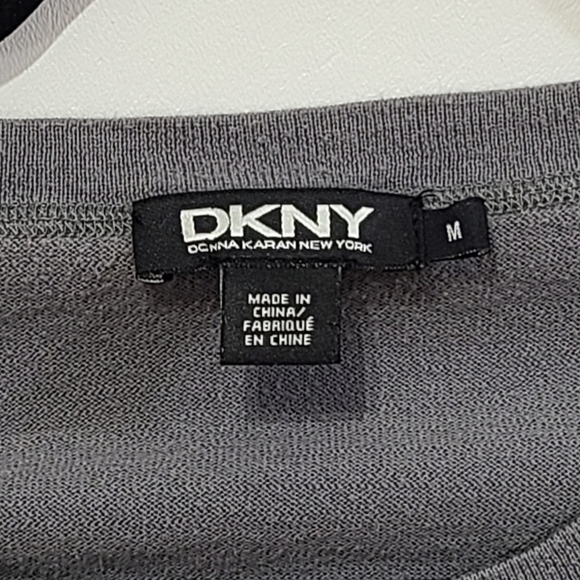 DKNY
DONNA KARAN NEW YORK
M
MADE IN
CHINA/
FABRIQUÉ
EN CHINE